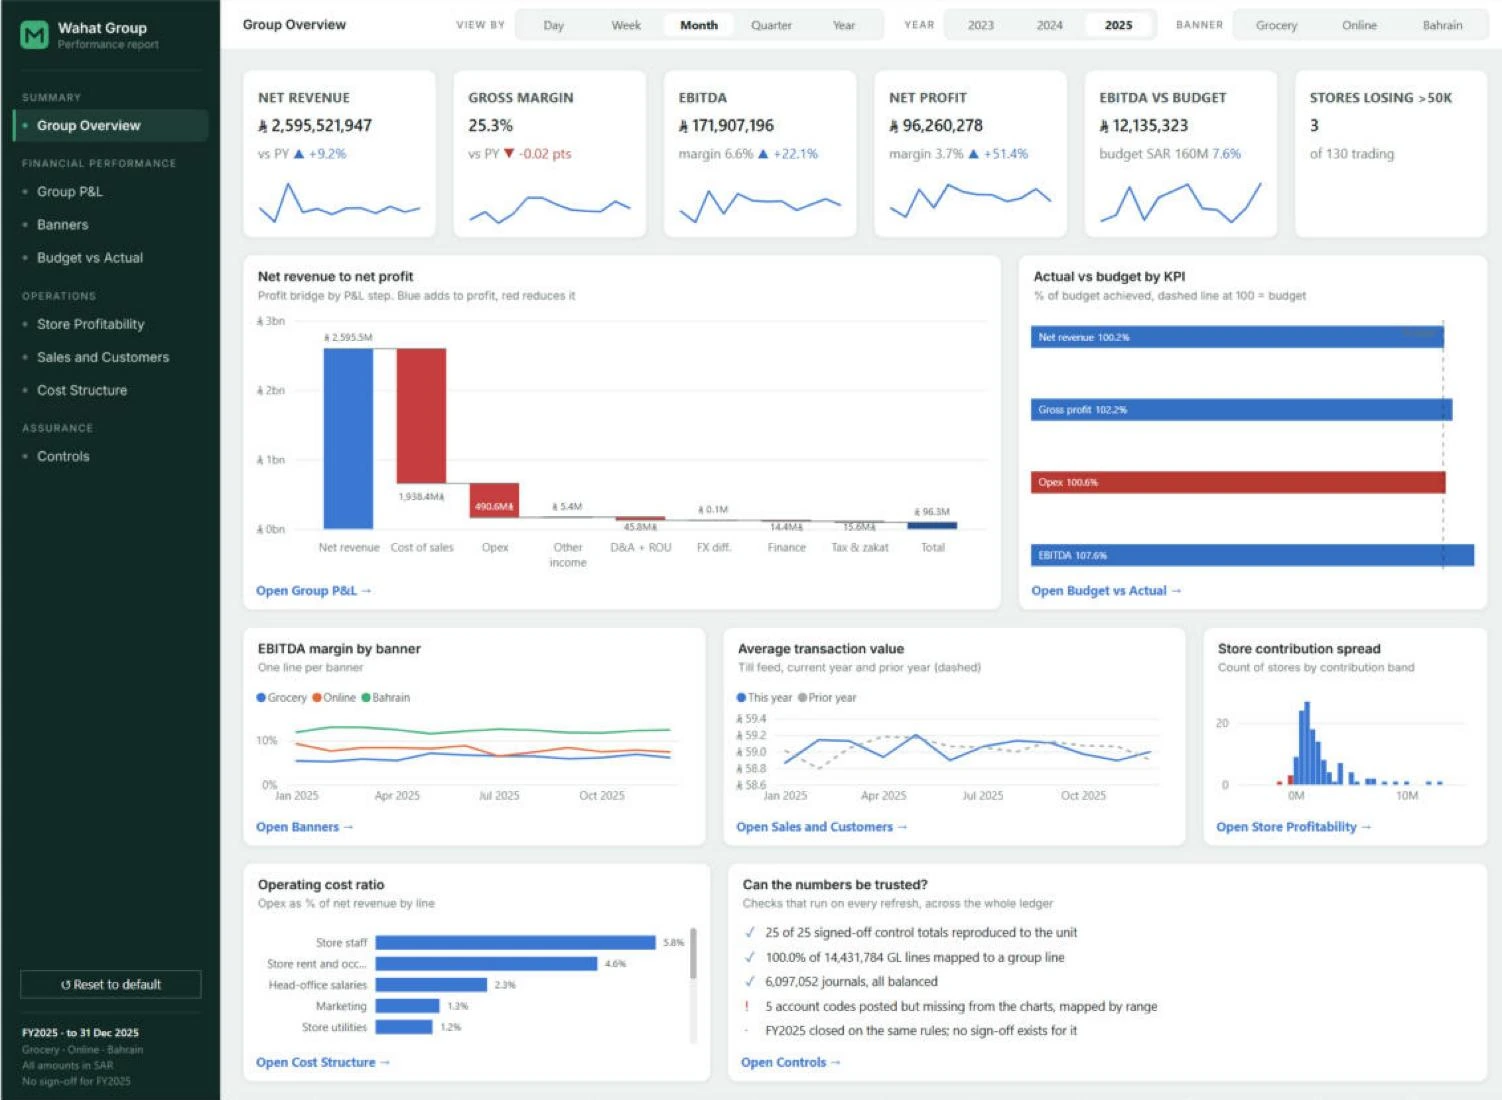 Wahat Group
Performance report
SUMMARY
Group Overview
FINANCIAL PERFORMANCE
Group P&L
Banners
Budget vs Actual
OPERATIONS
Store Profitability
Sales and Customers
Cost Structure
ASSURANCE
Controls
↺ Reset to default
FY2025 · to 31 Dec 2025
Grocery · Online · Bahrain
All amounts in SAR
No sign-off for FY2025
Group Overview
VIEW BY Day Week Month Quarter Year
YEAR 2023 2024 2025
BANNER Grocery Online Bahrain
NET REVENUE
⃁ 2,595,521,947
vs PY ▲ +9.2%
GROSS MARGIN
25.3%
vs PY ▼ -0.02 pts
EBITDA
⃁ 171,907,196
margin 6.6% ▲ +22.1%
NET PROFIT
⃁ 96,260,278
margin 3.7% ▲ +51.4%
EBITDA VS BUDGET
⃁ 12,135,323
budget SAR 160M 7.6%
STORES LOSING >50K
3
of 130 trading
Net revenue to net profit
Profit bridge by P&L step. Blue adds to profit, red reduces it
⃁ 3bn
⃁ 2bn
⃁ 1bn
⃁ 0bn
⃁ 2,595.5M
1,938.4M⃁
490.6M⃁
⃁ 5.4M
45.8M⃁
⃁ 0.1M
14.4M⃁
15.6M⃁
⃁ 96.3M
Net revenue
Cost of sales
Opex
Other
income
D&A + ROU
FX diff.
Finance
Tax & zakat
Total
Open Group P&L →
Actual vs budget by KPI
% of budget achieved, dashed line at 100 = budget
Net revenue 100.2%
Gross profit 102.2%
Opex 100.6%
EBITDA 107.6%
Open Budget vs Actual →
EBITDA margin by banner
One line per banner
Grocery Online Bahrain
10%
0%
Jan 2025 Apr 2025 Jul 2025 Oct 2025
Open Banners →
Average transaction value
Till feed, current year and prior year (dashed)
This year Prior year
⃁ 59.4
⃁ 59.2
⃁ 59.0
⃁ 58.8
⃁ 58.6
Jan 2025 Apr 2025 Jul 2025 Oct 2025
Open Sales and Customers →
Store contribution spread
Count of stores by contribution band
20
0
0M 10M
Open Store Profitability →
Operating cost ratio
Opex as % of net revenue by line
Store staff 5.8%
Store rent and occ... 4.6%
Head-office salaries 2.3%
Marketing 1.3%
Store utilities 1.2%
Open Cost Structure →
Can the numbers be trusted?
Checks that run on every refresh, across the whole ledger
✓ 25 of 25 signed-off control totals reproduced to the unit
✓ 100.0% of 14,431,784 GL lines mapped to a group line
✓ 6,097,052 journals, all balanced
! 5 account codes posted but missing from the charts, mapped by range
· FY2025 closed on the same rules; no sign-off exists for it
Open Controls →